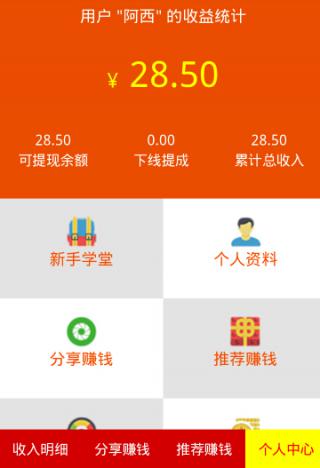 用户 "阿西" 的收益统计
¥ 28.50
28.50 0.00 28.50
可提现余额 下线提成 累计总收入
新手学堂 个人资料
分享赚钱 推荐赚钱
收入明细 分享赚钱 推荐赚钱 个人中心